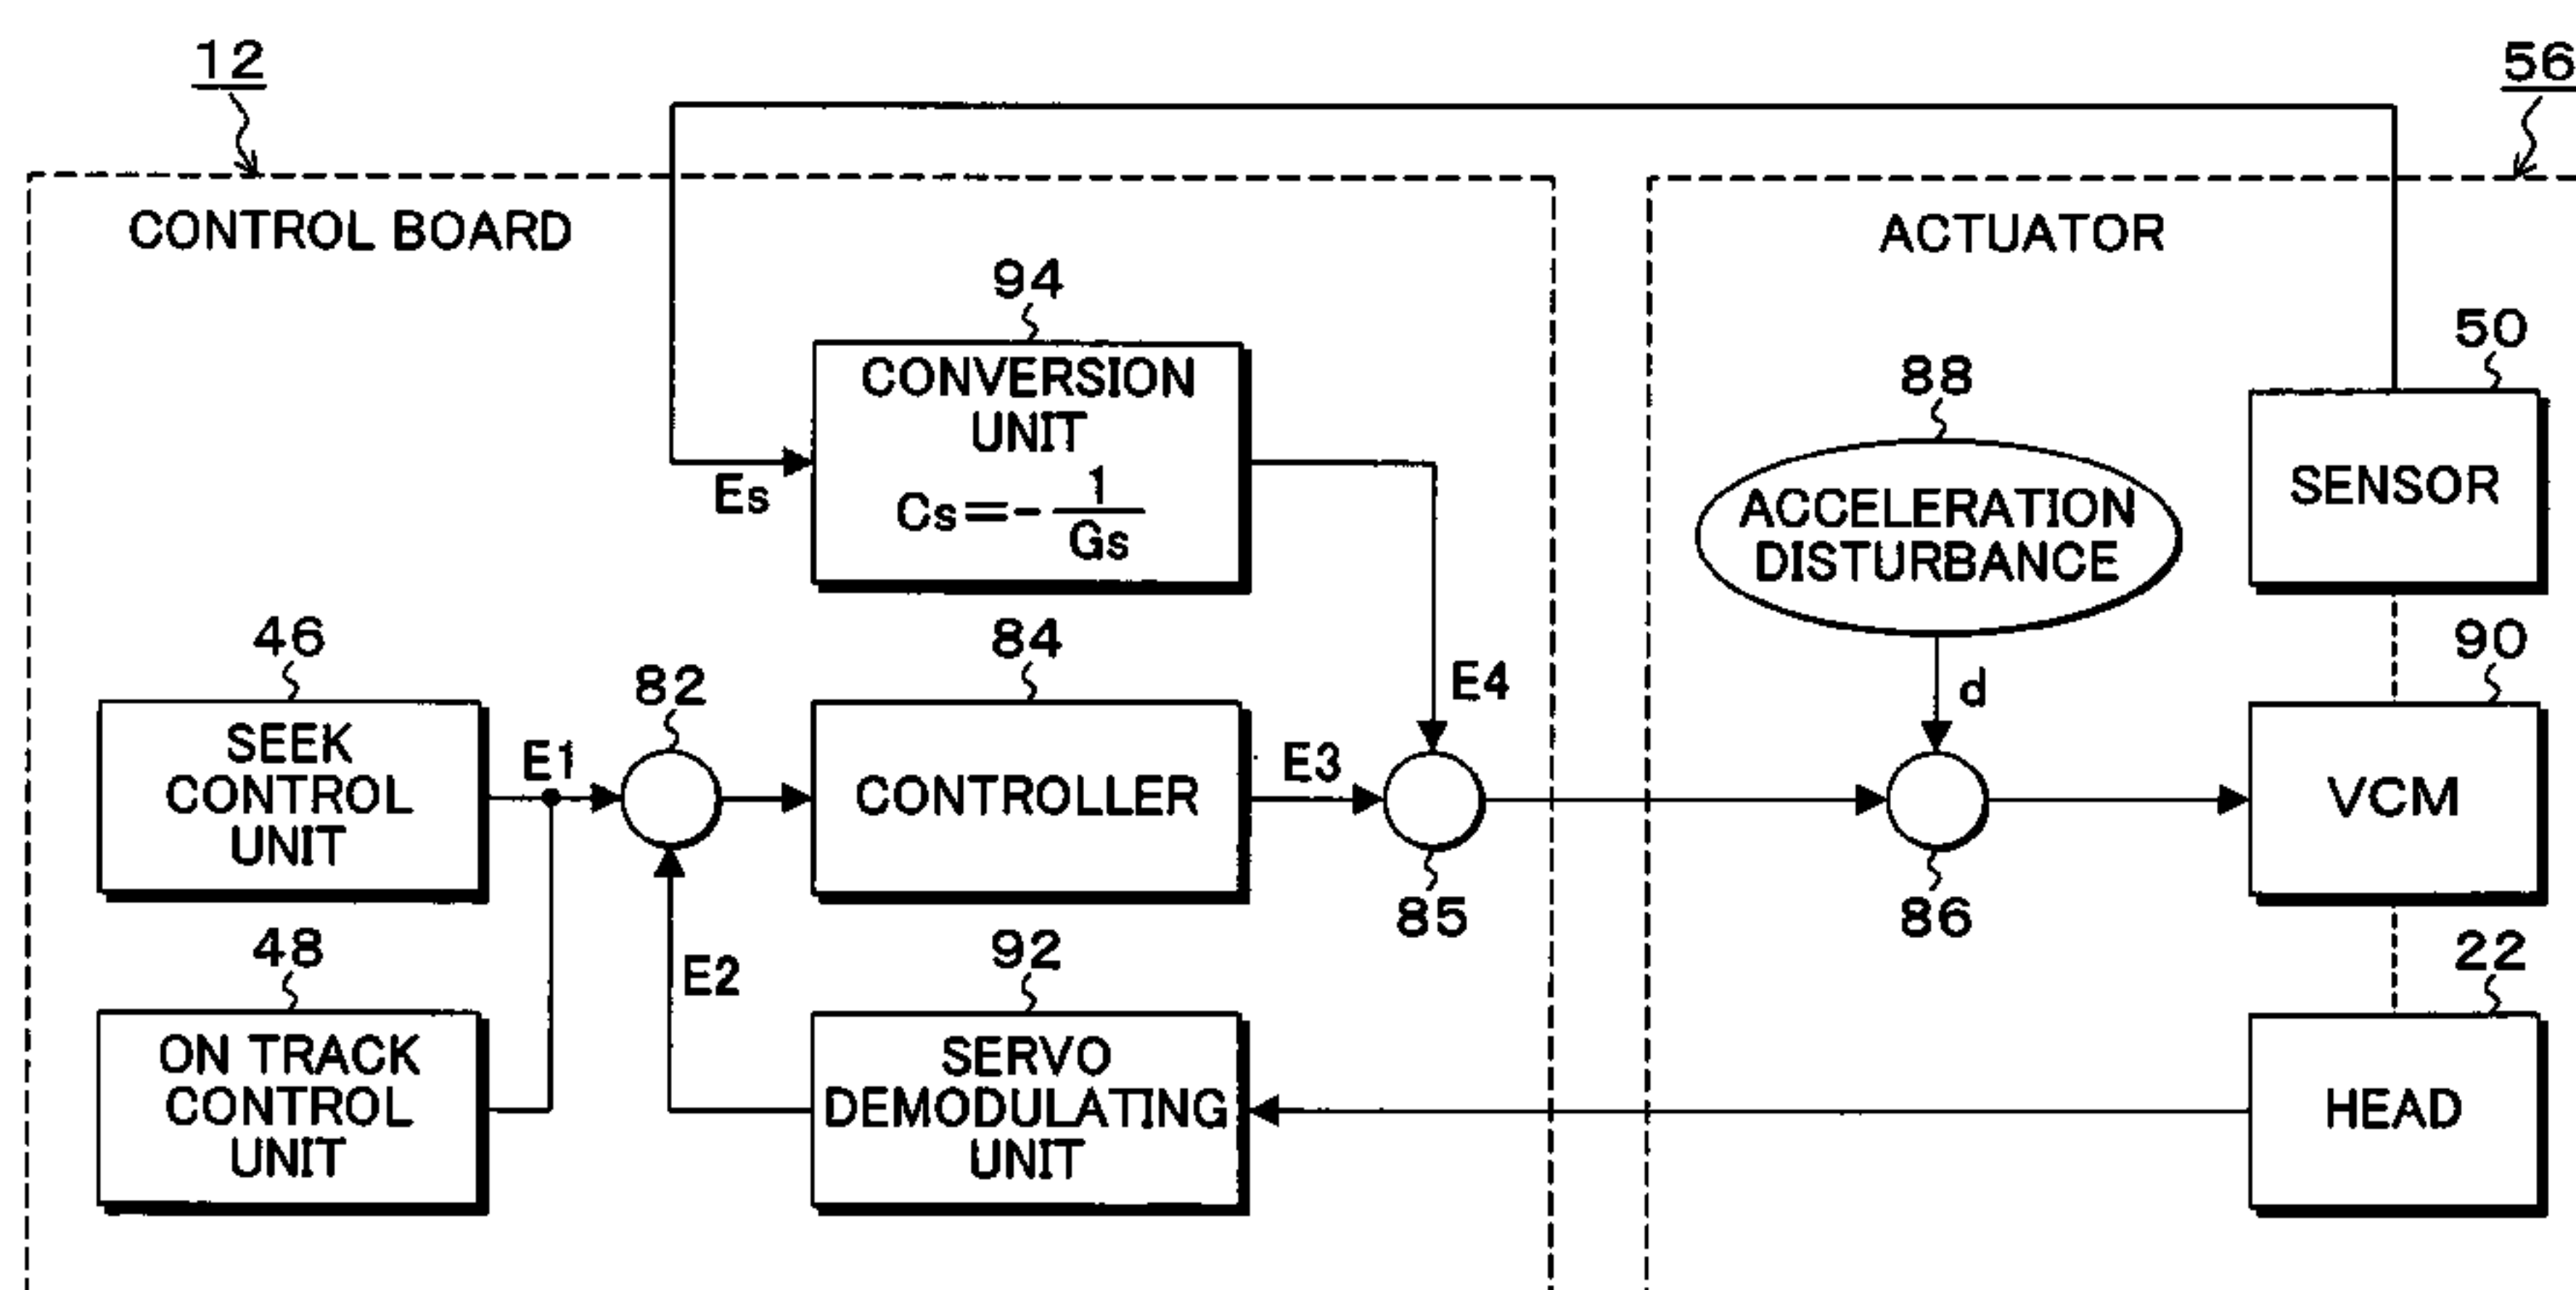 12
56
CONTROL BOARD
ACTUATOR
94
CONVERSION
UNIT
Cs=-1/Gs
Es
50
SENSOR
88
ACCELERATION
DISTURBANCE
d
46
SEEK
CONTROL
UNIT
E1
82
84
CONTROLLER
E3
E4
85
86
90
VCM
48
ON TRACK
CONTROL
UNIT
E2
92
SERVO
DEMODULATING
UNIT
22
HEAD